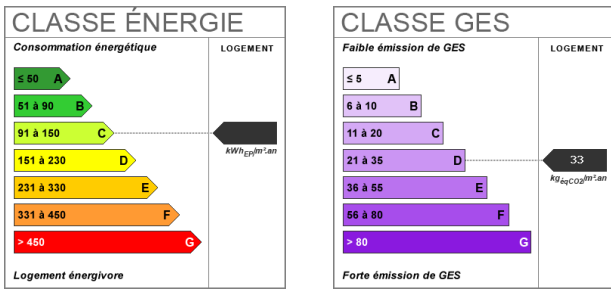 CLASSE ÉNERGIE
Consommation énergétique
LOGEMENT
≤ 50 A
51 à 90 B
91 à 150 C
kWhEP/m².an
151 à 230 D
231 à 330 E
331 à 450 F
> 450 G
Logement énergivore
CLASSE GES
Faible émission de GES
LOGEMENT
≤ 5 A
6 à 10 B
11 à 20 C
21 à 35 D
33
kgéqCO2/m².an
36 à 55 E
56 à 80 F
> 80 G
Forte émission de GES